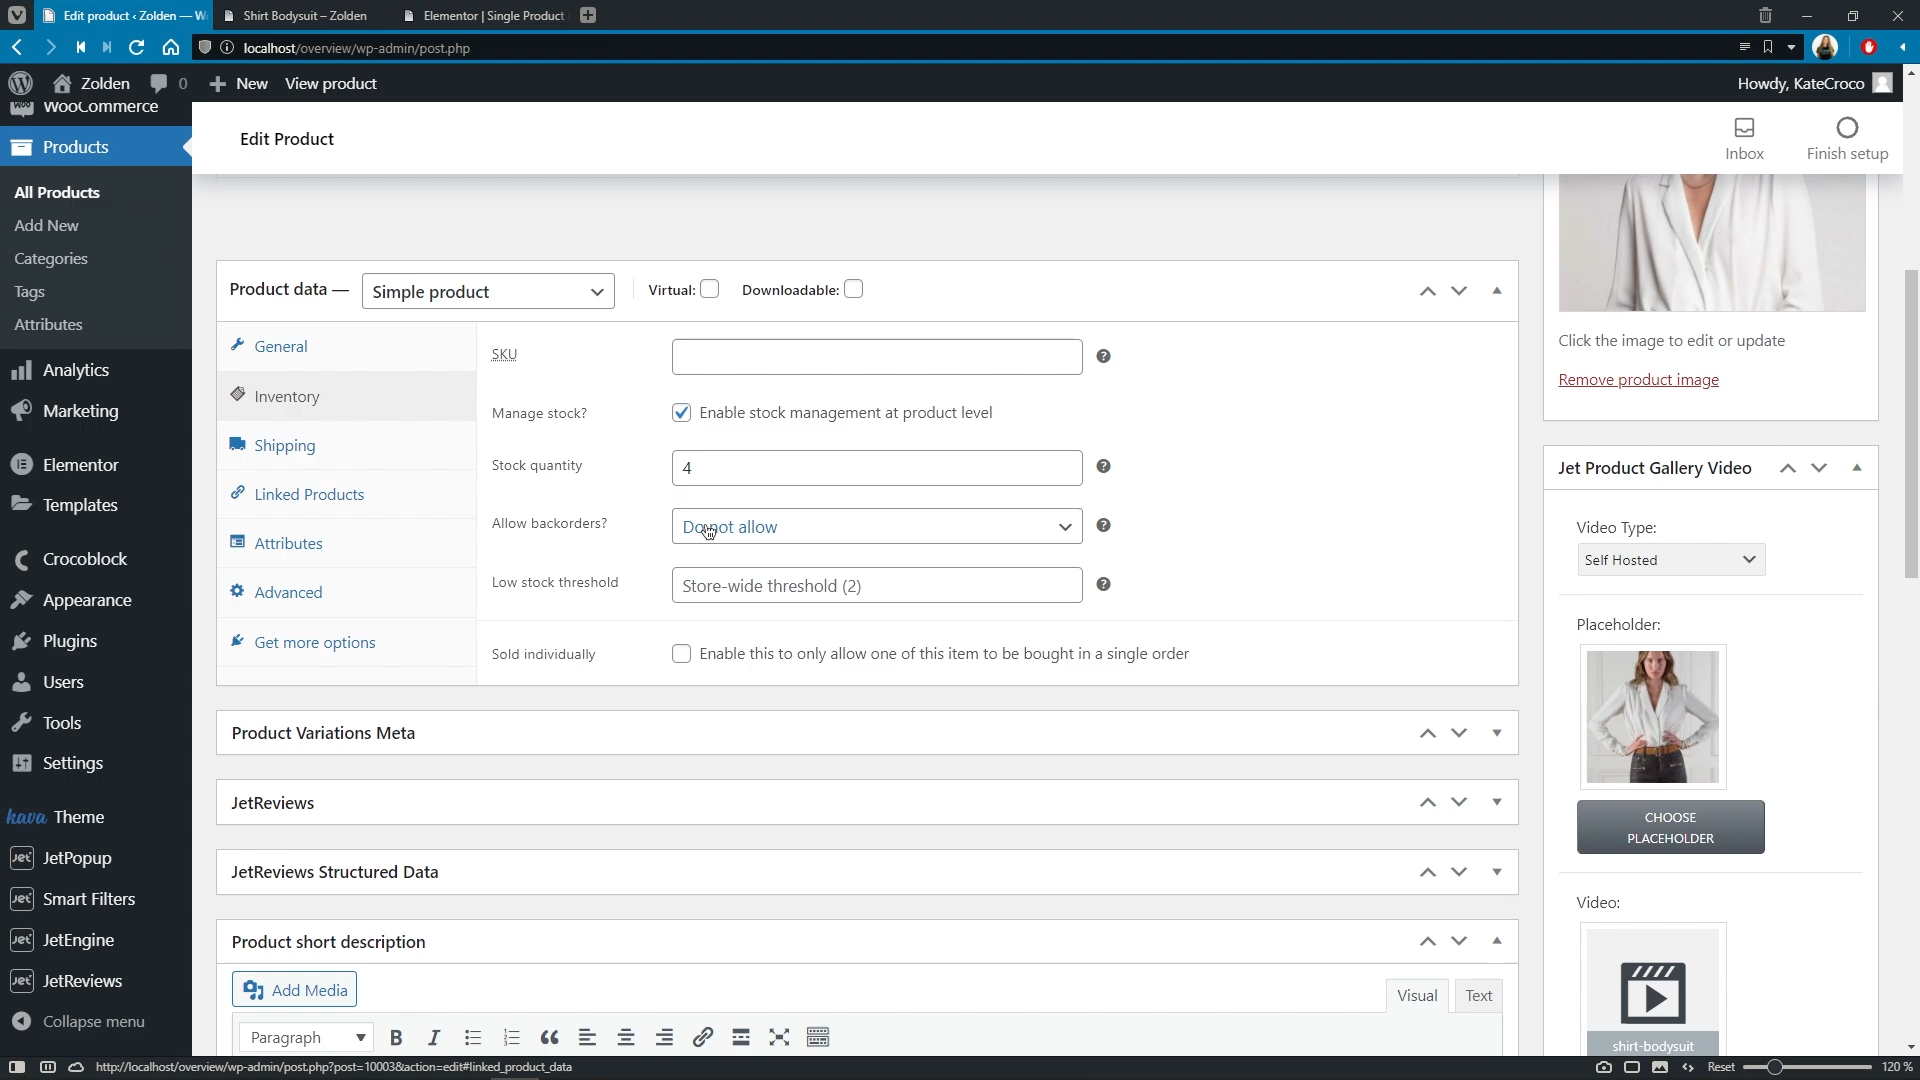 Edit product ‹ Zolden — W
Shirt Bodysuit – Zolden
Elementor | Single Product
localhost/overview/wp-admin/post.php
Zolden
0
New
View product
Howdy, KateCroco
WooCommerce
Products
All Products
Add New
Categories
Tags
Attributes
Analytics
Marketing
Elementor
Templates
Crocoblock
Appearance
Plugins
Users
Tools
Settings
hava Theme
Jet JetPopup
Jet Smart Filters
Jet JetEngine
Jet JetReviews
Collapse menu
Edit Product
Inbox
Finish setup
Product data —
Simple product
Virtual:
Downloadable:
General
Inventory
Shipping
Linked Products
Attributes
Advanced
Get more options
SKU
Manage stock?
Enable stock management at product level
Stock quantity
4
Allow backorders?
Do not allow
Low stock threshold
Store-wide threshold (2)
Sold individually
Enable this to only allow one of this item to be bought in a single order
Product Variations Meta
JetReviews
JetReviews Structured Data
Product short description
Add Media
Visual
Text
Paragraph
Click the image to edit or update
Remove product image
Jet Product Gallery Video
Video Type:
Self Hosted
Placeholder:
CHOOSE
PLACEHOLDER
Video:
shirt-bodysuit
http://localhost/overview/wp-admin/post.php?post=10003&action=edit#linked_product_data
Reset
120 %